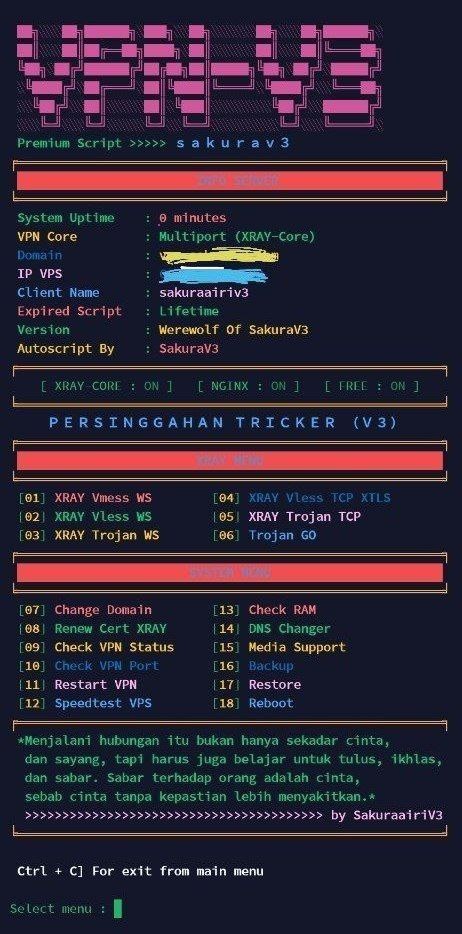 VPN-V3
Premium Script >>>>> sakurav3
INFO SERVER
System Uptime : 0 minutes
VPN Core : Multiport (XRAY-Core)
Domain :
IP VPS :
Client Name : sakuraairiv3
Expired Script : Lifetime
Version : Werewolf Of SakuraV3
Autoscript By : SakuraV3
[ XRAY-CORE : ON ] [ NGINX : ON ] [ FREE : ON ]
PERSINGGAHAN TRICKER (V3)
XRAY MENU
[01] XRAY Vmess WS [04] XRAY Vless TCP XTLS
[02] XRAY Vless WS [05] XRAY Trojan TCP
[03] XRAY Trojan WS [06] Trojan GO
SYSTEM MENU
[07] Change Domain [13] Check RAM
[08] Renew Cert XRAY [14] DNS Changer
[09] Check VPN Status [15] Media Support
[10] Check VPN Port [16] Backup
[11] Restart VPN [17] Restore
[12] Speedtest VPS [18] Reboot
*Menjalani hubungan itu bukan hanya sekadar cinta,
dan sayang, tapi harus juga belajar untuk tulus, ikhlas,
dan sabar. Sabar terhadap orang adalah cinta,
sebab cinta tanpa kepastian lebih menyakitkan.*
>>>>>>>>>>>>>>>>>>>>>>>>>>>>>>>>>>>>>>>> by SakuraairiV3
Ctrl + C] For exit from main menu
Select menu :